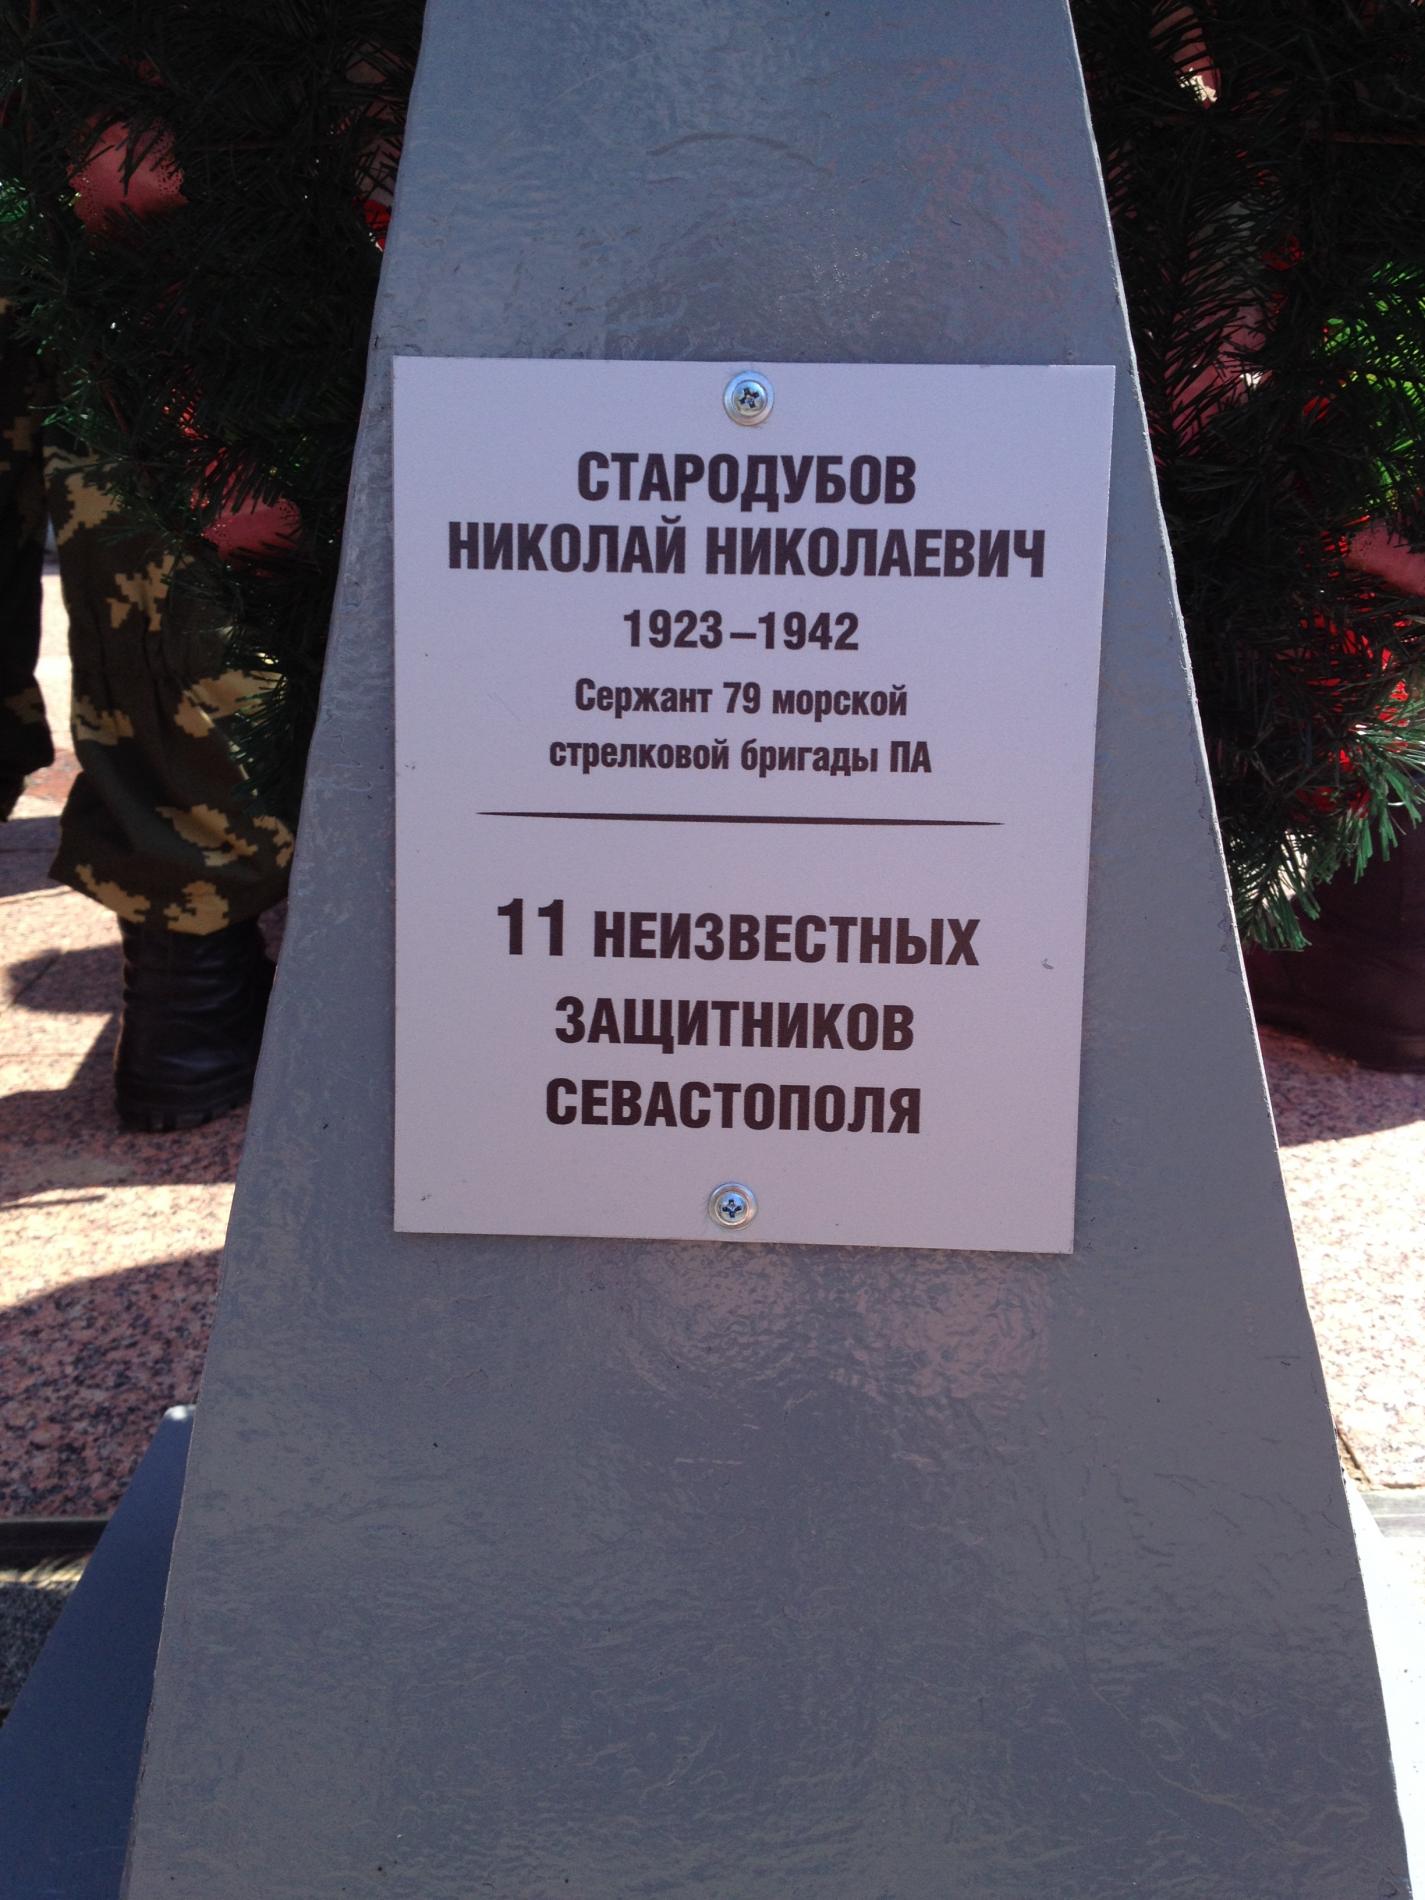 СТАРОДУБОВ
НИКОЛАЙ НИКОЛАЕВИЧ
1923–1942
Сержант 79 морской
стрелковой бригады ПА
11 НЕИЗВЕСТНЫХ
ЗАЩИТНИКОВ
СЕВАСТОПОЛЯ